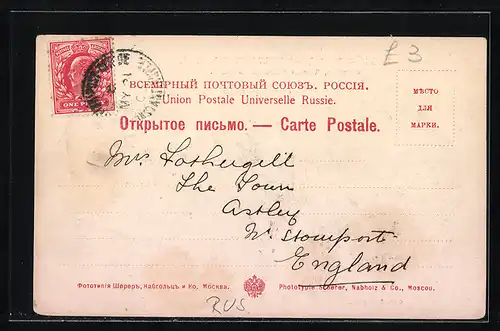 £3
ВСЕМІРНЫЙ ПОЧТОВЫЙ СОЮЗЪ. РОССІЯ.
Union Postale Universelle Russie.
Открытое письмо. — Carte Postale.
МѢСТО
ДЛЯ
МАРКИ.
ONE
Mrs Fothergill
The Town
Astley
Nr. Stourport
England
Фототипія Шереръ, Набгольцъ и Ко, Москва.
Phototypie Scherer, Nabholz & Co., Moscou.
RUS